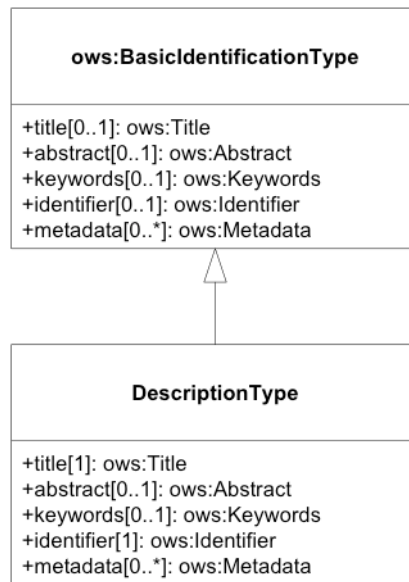 ows:BasicIdentificationType
+title[0..1]: ows:Title
+abstract[0..1]: ows:Abstract
+keywords[0..1]: ows:Keywords
+identifier[0..1]: ows:Identifier
+metadata[0..*]: ows:Metadata
DescriptionType
+title[1]: ows:Title
+abstract[0..1]: ows:Abstract
+keywords[0..1]: ows:Keywords
+identifier[1]: ows:Identifier
+metadata[0..*]: ows:Metadata